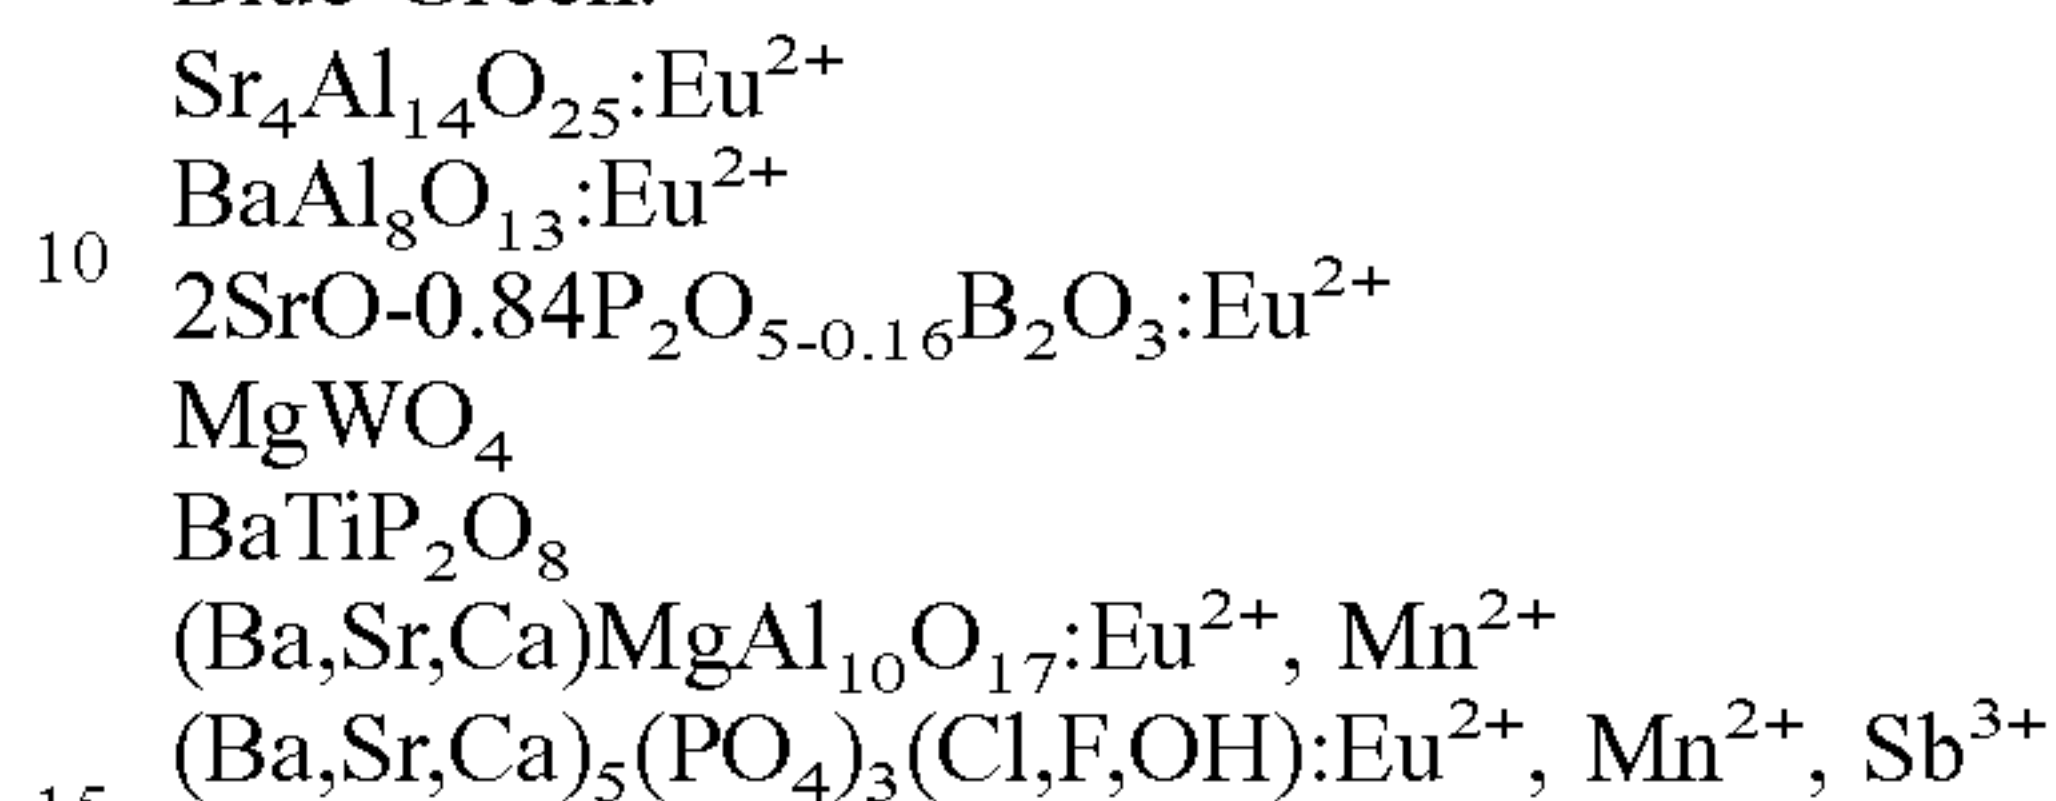 Sr₄Al₁₄O₂₅:Eu²⁺
BaAl₈O₁₃:Eu²⁺
10
2SrO-0.84P₂O₅₋₀.₁₆B₂O₃:Eu²⁺
MgWO₄
BaTiP₂O₈
(Ba,Sr,Ca)MgAl₁₀O₁₇:Eu²⁺, Mn²⁺
(Ba,Sr,Ca)₅(PO₄)₃(Cl,F,OH):Eu²⁺, Mn²⁺, Sb³⁺